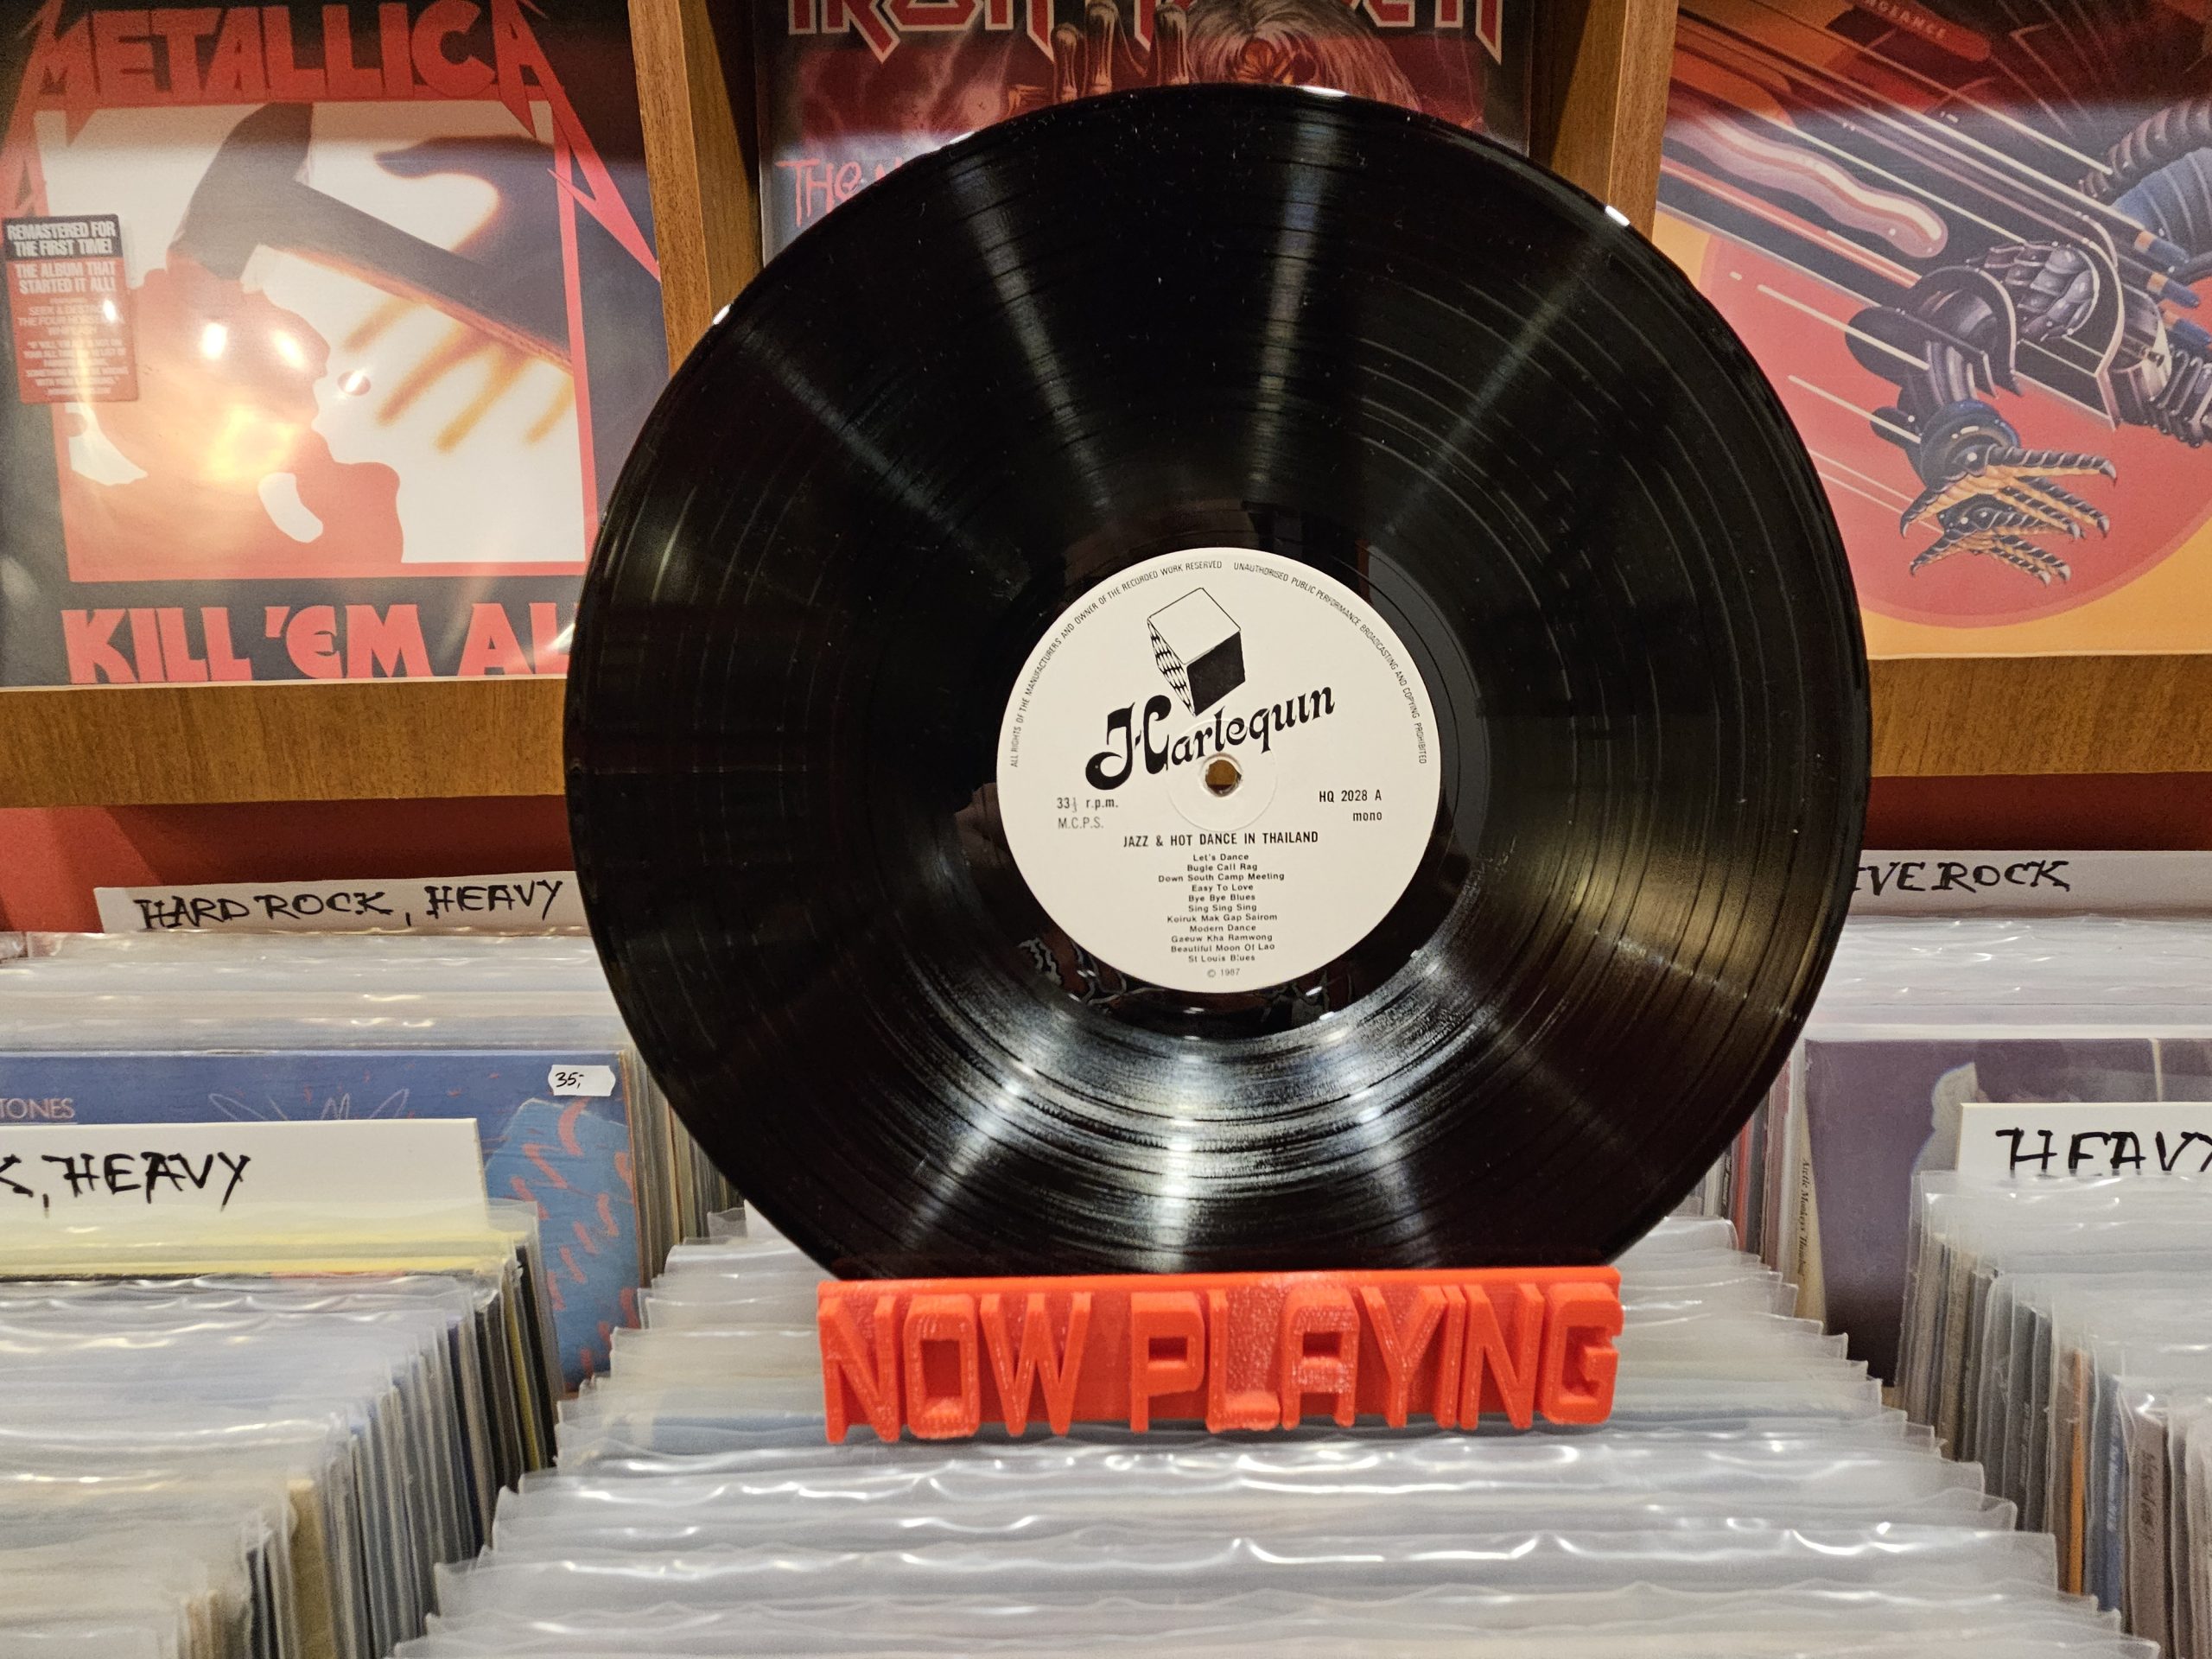 METALLICA
REMASTERED FOR
THE FIRST TIME!
THE ALBUM THAT
STARTED IT ALL!
KILL 'EM AL
IRON MAIDEN
THE
ALL RIGHTS OF THE MANUFACTURERS AND OWNER OF THE RECORDED WORK RESERVED UNAUTHORISED PUBLIC PERFORMANCE BROADCASTING AND COPYING PROHIBITED
Harlequin
33⅓ r.p.m.
M.C.P.S.
HQ 2028 A
mono
JAZZ & HOT DANCE IN THAILAND
Let's Dance
Bugle Call Rag
Down South Camp Meeting
Easy To Love
Bye Bye Blues
Sing Sing Sing
Koiruk Mak Gap Sairom
Modern Dance
Gaeuw Kha Ramwong
Beautiful Moon Of Lao
St Louis Blues
© 1987
HARD ROCK, HEAVY
IVE ROCK
TONES
35,-
K, HEAVY
HEAVY
Arctic Monkeys
NOW PLAYING